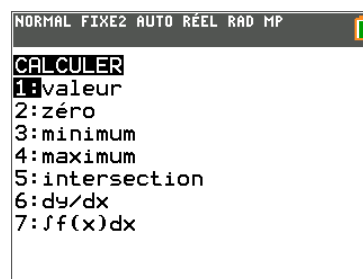 NORMAL FIXE2 AUTO RÉEL RAD MP
CALCULER
1:valeur
2:zéro
3:minimum
4:maximum
5:intersection
6:dy/dx
7:∫f(x)dx